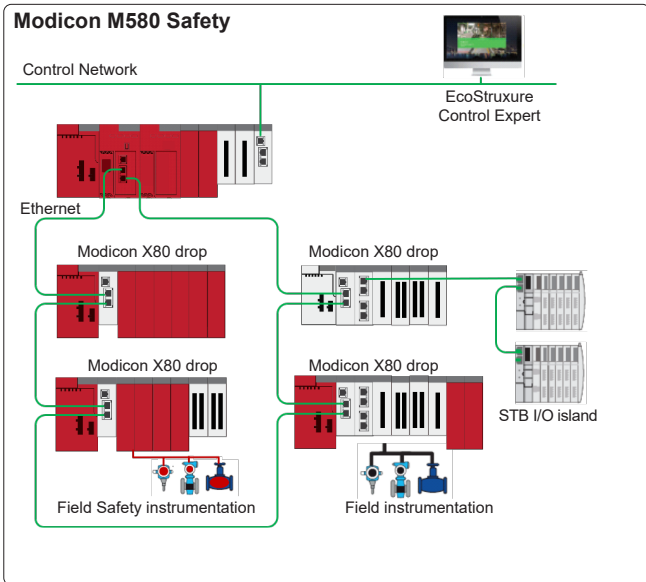 Modicon M580 Safety
Control Network
EcoStruxure
Control Expert
Ethernet
Modicon X80 drop
Modicon X80 drop
Modicon X80 drop
Modicon X80 drop
STB I/O island
Field Safety instrumentation
Field instrumentation